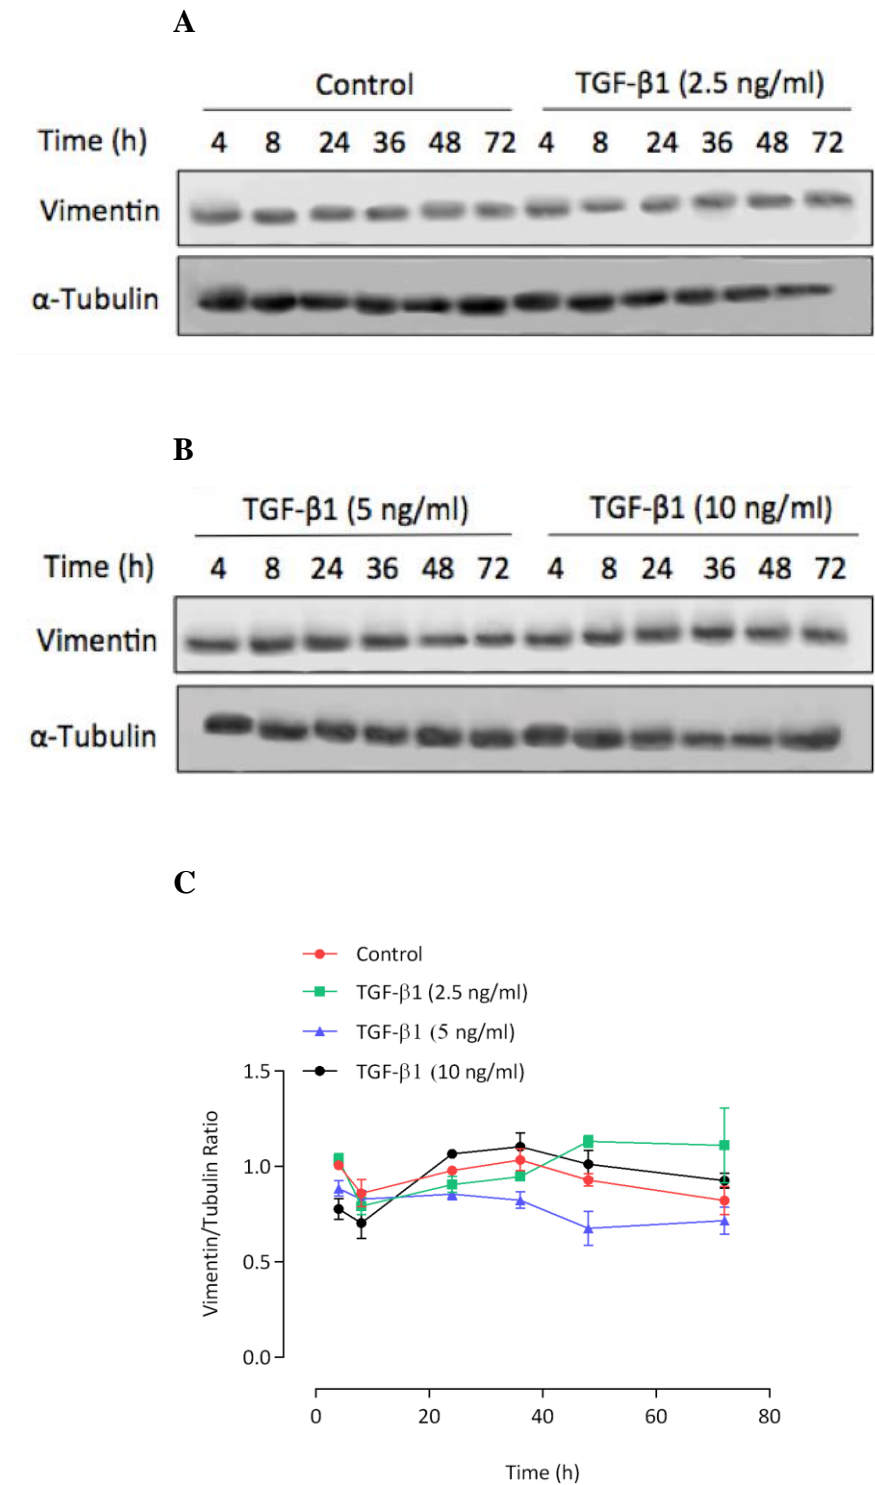 A
Control TGF-β1 (2.5 ng/ml)
Time (h) 4 8 24 36 48 72 4 8 24 36 48 72
Vimentin
α-Tubulin
B
TGF-β1 (5 ng/ml) TGF-β1 (10 ng/ml)
Time (h) 4 8 24 36 48 72 4 8 24 36 48 72
Vimentin
α-Tubulin
C
Control
TGF-β1 (2.5 ng/ml)
TGF-β1 (5 ng/ml)
TGF-β1 (10 ng/ml)
1.5
1.0
0.5
0.0
Vimentin/Tubulin Ratio
0 20 40 60 80
Time (h)